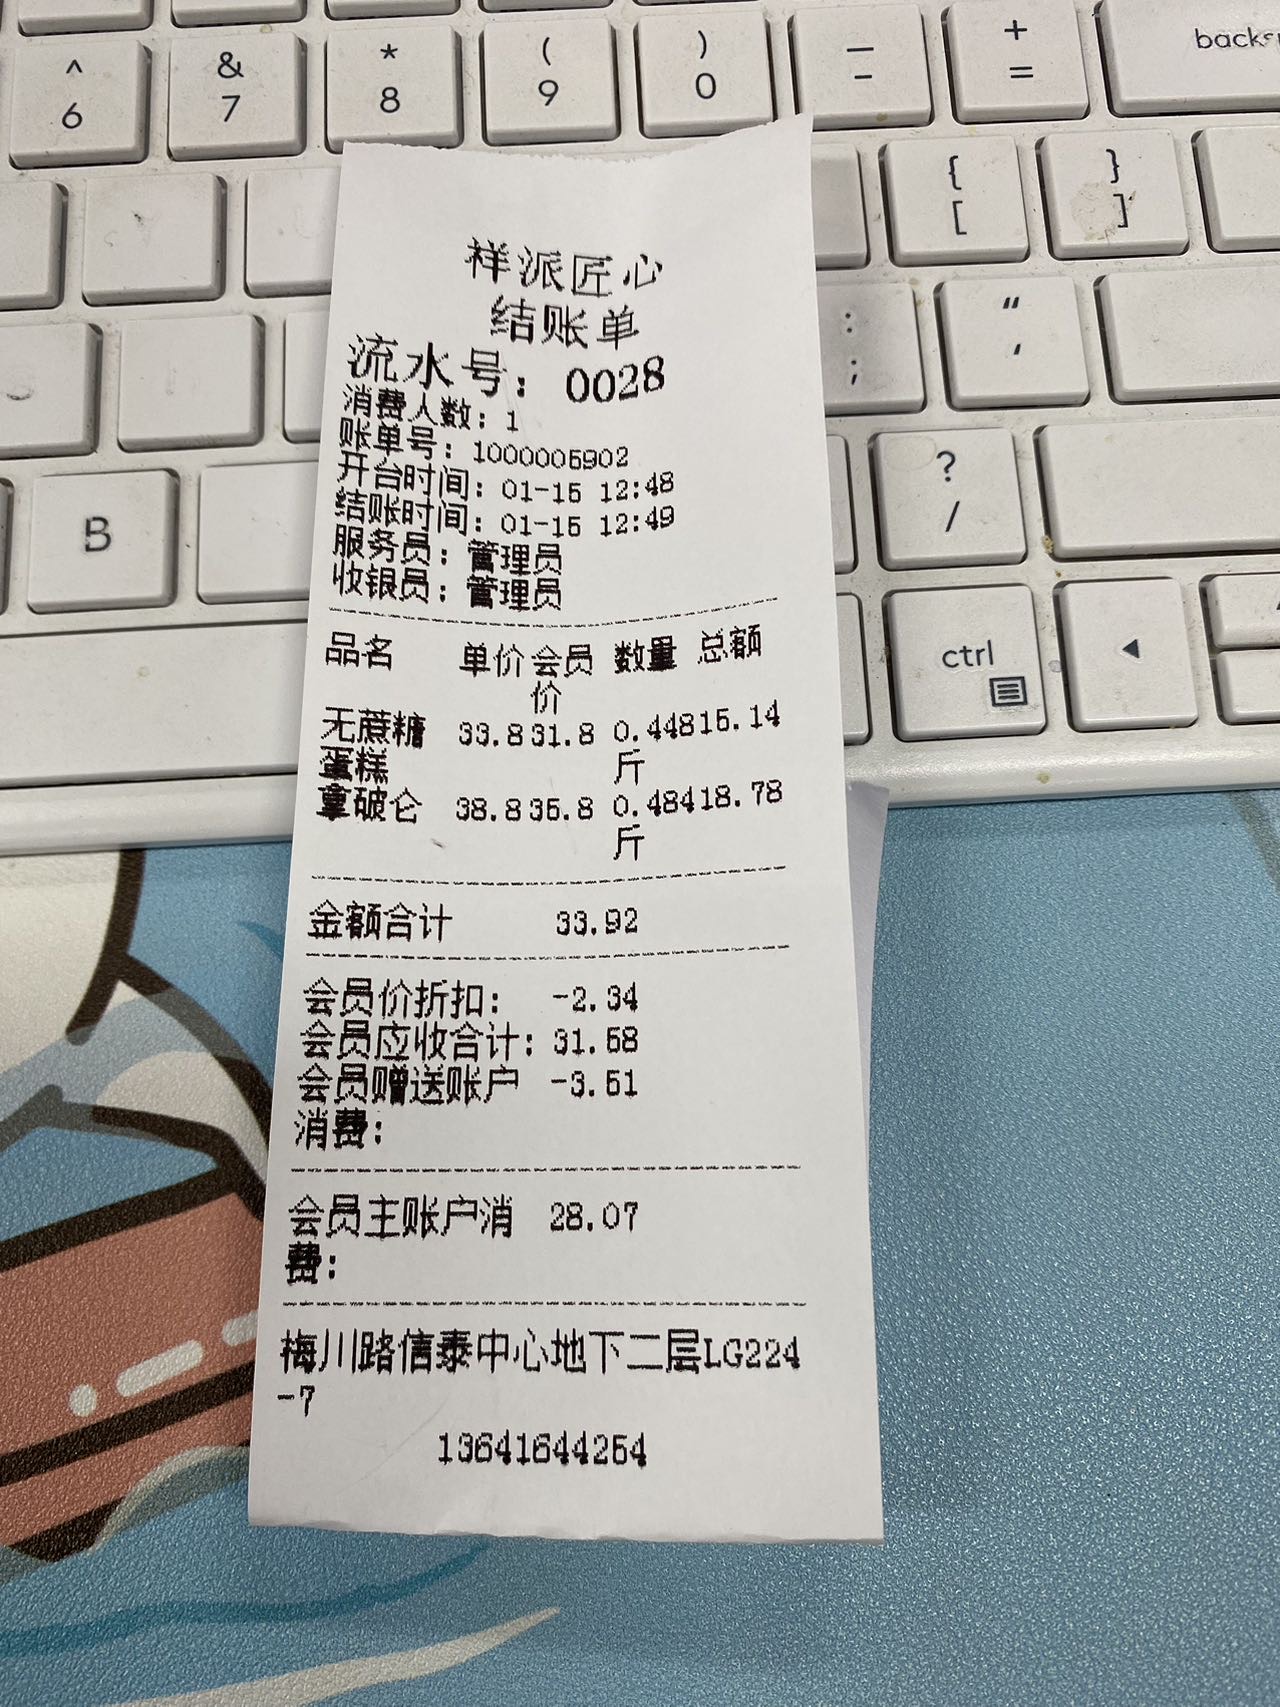 ^
6
&
7
*
8
(
9
)
0
—
-
+
=
{
[
}
]
:
;
“
‘
B
?
/
ctrl
祥派匠心
结账单
流水号：0028
消费人数：1
账单号：1000005902
开台时间：01-15 12:48
结账时间：01-15 12:49
服务员：管理员
收银员：管理员
品名 单价 会员 数量 总额
价
无蔗糖 33.8 31.8 0.448 15.14
蛋糕 斤
拿破仑 38.8 35.8 0.484 18.78
斤
金额合计 33.92
会员价折扣: -2.34
会员应收合计: 31.58
会员赠送账户 -3.51
消费:
会员主账户消 28.07
费:
梅川路信泰中心地下二层LG224
-7
13641644254